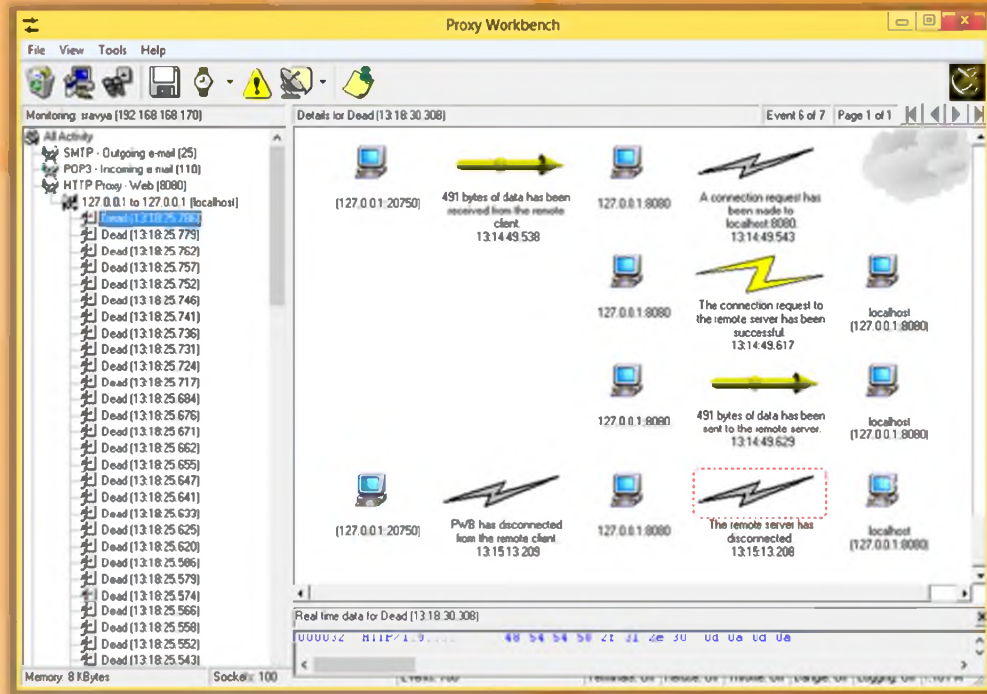 Proxy Workbench
File View Tools Help
Monitoring: sravya (192 168 168 170)
Details for Dead (13:18:30.308)
Event 6 of 7
Page 1 of 1
All Activity
SMTP - Outgoing e-mail (25)
POP3 - Incoming e mail (110)
HTTP Proxy - Web (8080)
127.0.0.1 to 127.0.0.1 (localhost)
Dead (13:18:25.786)
Dead (13:18:25.779)
Dead (13:18:25.762)
Dead (13:18:25.757)
Dead (13:18:25.752)
Dead (13:18:25.746)
Dead (13:18:25.741)
Dead (13:18:25.736)
Dead (13:18:25.731)
Dead (13:18:25.724)
Dead (13:18:25.717)
Dead (13:18:25.684)
Dead (13:18:25.676)
Dead (13:18:25.671)
Dead (13:18:25.662)
Dead (13:18:25.655)
Dead (13:18:25.647)
Dead (13:18:25.641)
Dead (13:18:25.633)
Dead (13:18:25.625)
Dead (13:18:25.620)
Dead (13:18:25.586)
Dead (13:18:25.579)
Dead (13:18:25.574)
Dead (13:18:25.566)
Dead (13:18:25.558)
Dead (13:18:25.552)
Dead (13:18:25.543)
(127.0.0.1:20750)
491 bytes of data has been
received from the remote
client.
13:14:49.538
127.0.0.1:8080
A connection request has
been made to
localhost:8080.
13:14:49.543
127.0.0.1:8080
The connection request to
the remote server has been
successful.
13:14:49.617
localhost
(127.0.0.1:8080)
127.0.0.1:8080
491 bytes of data has been
sent to the remote server.
13:14:49.629
localhost
(127.0.0.1:8080)
(127.0.0.1:20750)
PWB has disconnected
from the remote client.
13:15:13.209
127.0.0.1:8080
The remote server has
disconnected
13:15:13.208
localhost
(127.0.0.1:8080)
Real time data for Dead (13:18:30.308)
000032 HTTP/1.0.... 48 54 54 50 2f 31 2e 30 0d 0a 0d 0a
Memory: 8 KBytes
Sockets: 100
Events: 700
Terminate: Off Refuse: Off Throttle: Off Logging: Off